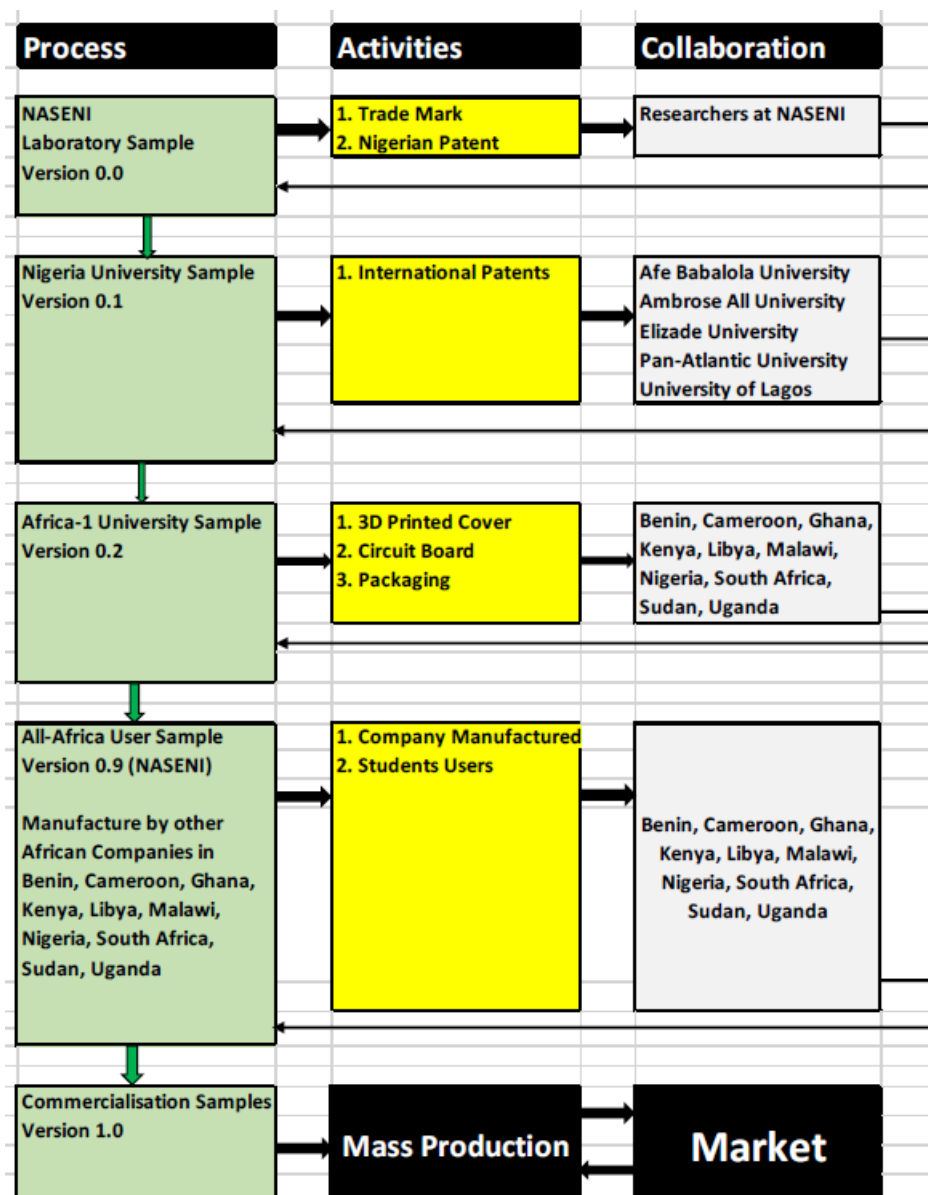 Process
Activities
Collaboration
NASENI
Laboratory Sample
Version 0.0
1. Trade Mark
2. Nigerian Patent
Researchers at NASENI
Nigeria University Sample
Version 0.1
1. International Patents
Afe Babalola University
Ambrose All University
Elizade University
Pan-Atlantic University
University of Lagos
Africa-1 University Sample
Version 0.2
1. 3D Printed Cover
2. Circuit Board
3. Packaging
Benin, Cameroon, Ghana,
Kenya, Libya, Malawi,
Nigeria, South Africa,
Sudan, Uganda
All-Africa User Sample
Version 0.9 (NASENI)
Manufacture by other
African Companies in
Benin, Cameroon, Ghana,
Kenya, Libya, Malawi,
Nigeria, South Africa,
Sudan, Uganda
1. Company Manufactured
2. Students Users
Benin, Cameroon, Ghana,
Kenya, Libya, Malawi,
Nigeria, South Africa,
Sudan, Uganda
Commercialisation Samples
Version 1.0
Mass Production
Market